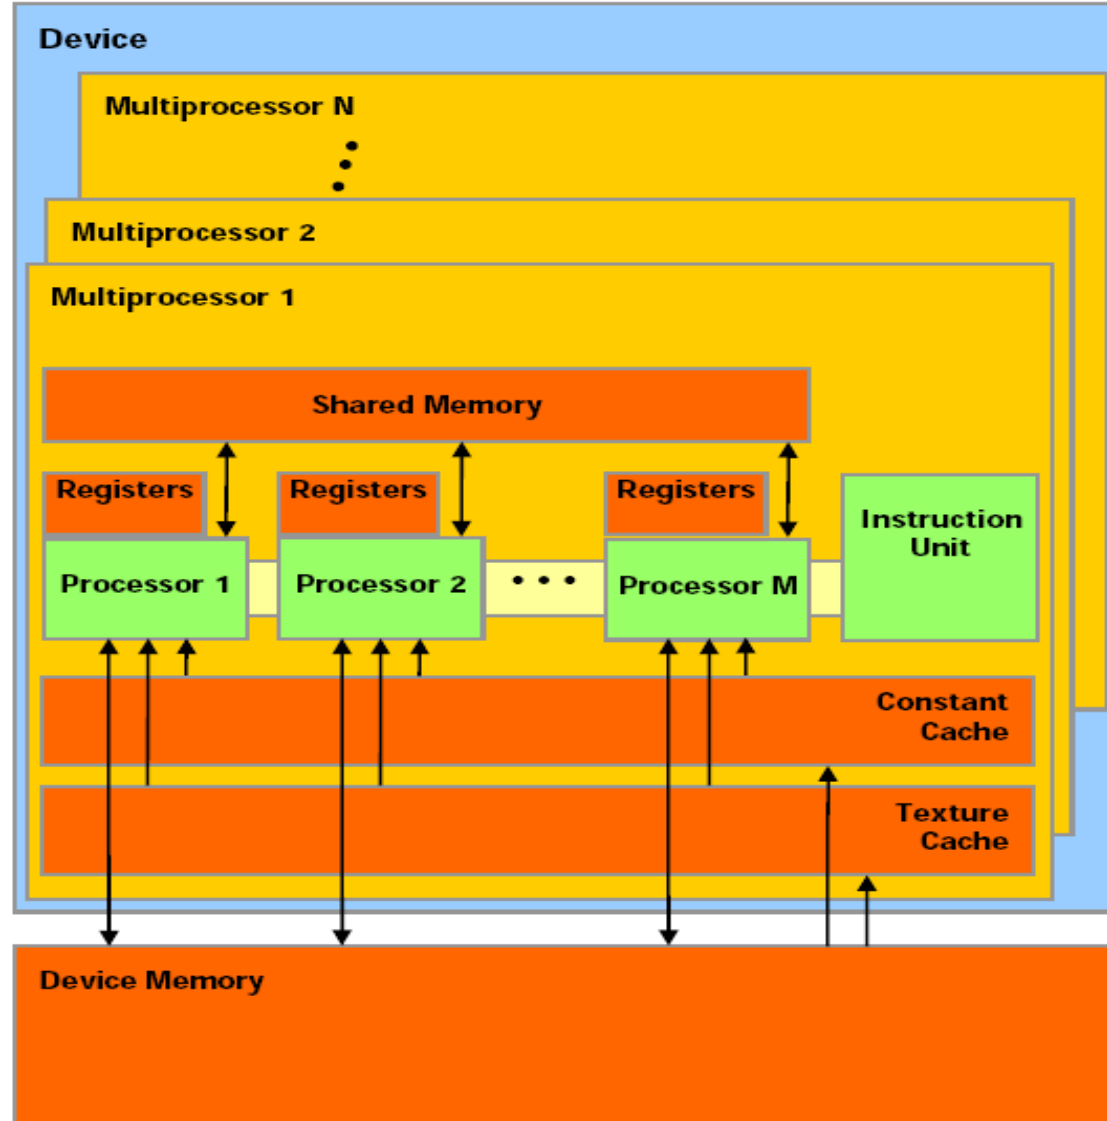 Device
Multiprocessor N
Multiprocessor 2
Multiprocessor 1
Shared Memory
Registers
Registers
Registers
Instruction
Unit
Processor 1
Processor 2
Processor M
Constant
Cache
Texture
Cache
Device Memory